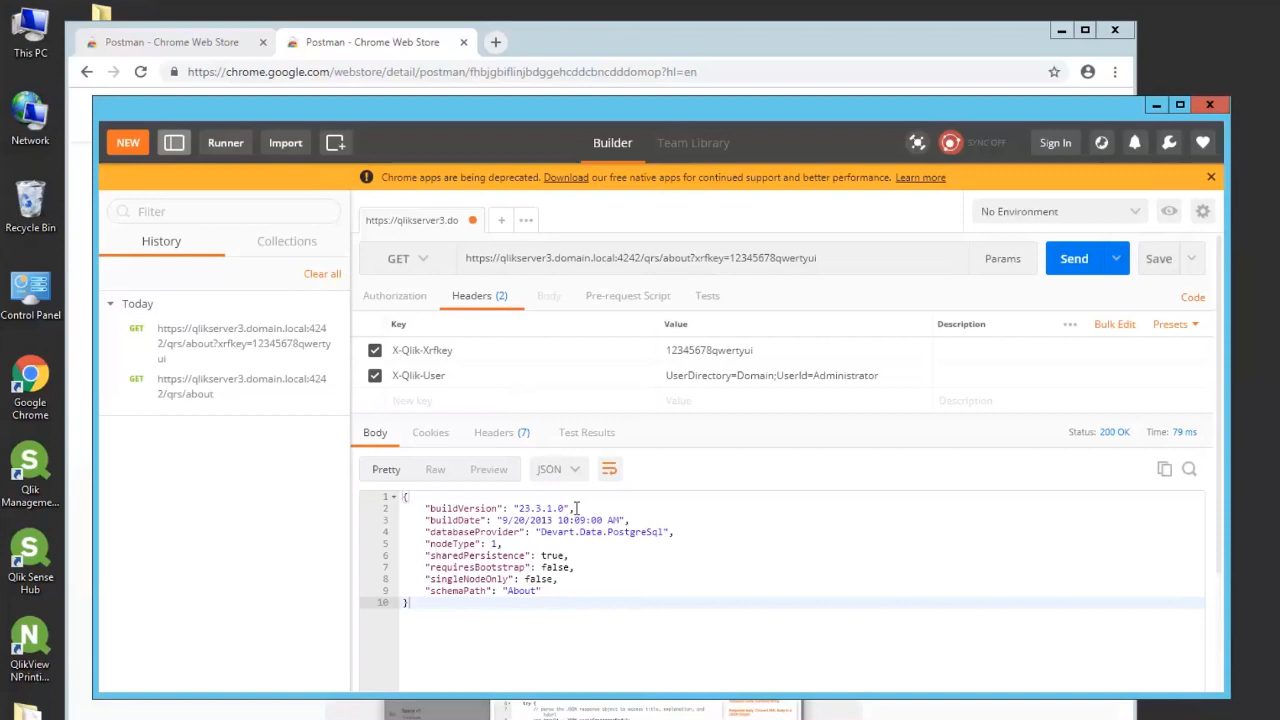 This PC
Network
Recycle Bin
Control Panel
Google
Chrome
Qlik
Manageme...
Qlik Sense
Hub
QlikView
NPrinti...
Postman - Chrome Web Store
Postman - Chrome Web Store
https://chrome.google.com/webstore/detail/postman/fhbjgbiflinjbdggehcddcbncdddomop?hl=en
NEW
Runner
Import
Builder
Team Library
SYNC OFF
Sign In
Chrome apps are being deprecated. Download our free native apps for continued support and better performance. Learn more
Filter
History
Collections
Clear all
Today
GET https://qlikserver3.domain.local:424
2/qrs/about?xrfkey=12345678qwerty
ui
GET https://qlikserver3.domain.local:424
2/qrs/about
https://qlikserver3.do
No Environment
GET
https://qlikserver3.domain.local:4242/qrs/about?xrfkey=12345678qwertyui
Params
Send
Save
Authorization
Headers (2)
Body
Pre-request Script
Tests
Code
Key Value Description
Bulk Edit
Presets
X-Qlik-Xrfkey 12345678qwertyui
X-Qlik-User UserDirectory=Domain;UserId=Administrator
New key Value Description
Body
Cookies
Headers (7)
Test Results
Status: 200 OK
Time: 79 ms
Pretty
Raw
Preview
JSON
1 {
2 "buildVersion": "23.3.1.0",
3 "buildDate": "9/20/2013 10:09:00 AM",
4 "databaseProvider": "Devart.Data.PostgreSql",
5 "nodeType": 1,
6 "sharedPersistence": true,
7 "requiresBootstrap": false,
8 "singleNodeOnly": false,
9 "schemaPath": "About"
10 }